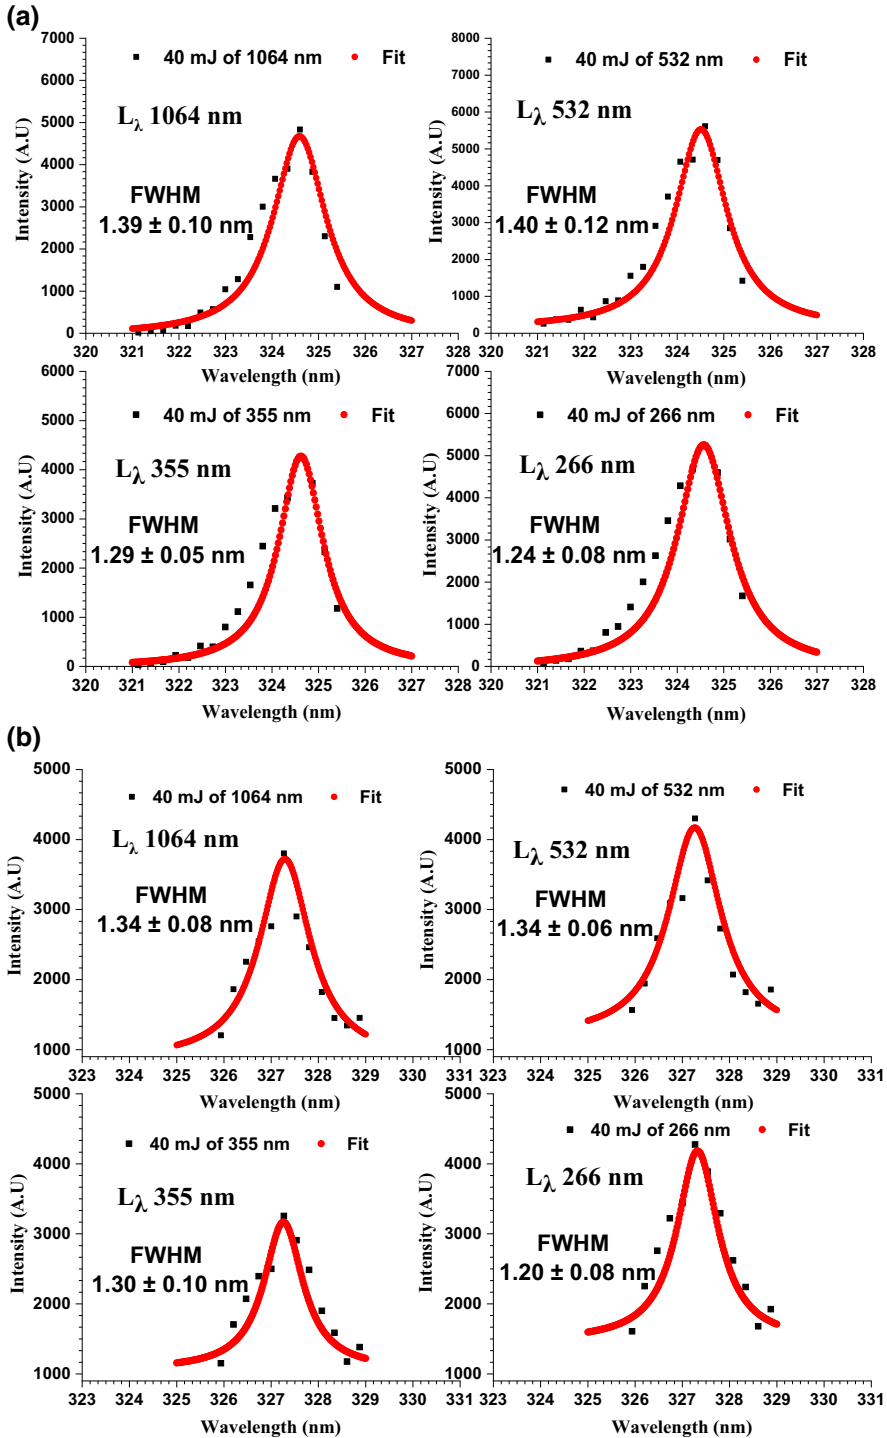 (a)
40 mJ of 1064 nm Fit
Lλ 1064 nm
FWHM
1.39 ± 0.10 nm
Intensity (A.U)
7000
6000
5000
4000
3000
2000
1000
0
320 321 322 323 324 325 326 327 328
Wavelength (nm)
40 mJ of 532 nm Fit
Lλ 532 nm
FWHM
1.40 ± 0.12 nm
Intensity (A.U)
8000
7000
6000
5000
4000
3000
2000
1000
0
320 321 322 323 324 325 326 327 328
Wavelength (nm)
40 mJ of 355 nm Fit
Lλ 355 nm
FWHM
1.29 ± 0.05 nm
Intensity (A.U)
6000
5000
4000
3000
2000
1000
0
320 321 322 323 324 325 326 327 328
Wavelength (nm)
40 mJ of 266 nm Fit
Lλ 266 nm
FWHM
1.24 ± 0.08 nm
Intensity (A.U)
7000
6000
5000
4000
3000
2000
1000
0
320 321 322 323 324 325 326 327 328
Wavelength (nm)
(b)
40 mJ of 1064 nm Fit
Lλ 1064 nm
FWHM
1.34 ± 0.08 nm
Intensity (A.U)
5000
4000
3000
2000
1000
323 324 325 326 327 328 329 330 331
Wavelength (nm)
40 mJ of 532 nm Fit
Lλ 532 nm
FWHM
1.34 ± 0.06 nm
Intensity (A.U)
5000
4000
3000
2000
1000
323 324 325 326 327 328 329 330 331
Wavelength (nm)
40 mJ of 355 nm Fit
Lλ 355 nm
FWHM
1.30 ± 0.10 nm
Intensity (A.U)
5000
4000
3000
2000
1000
323 324 325 326 327 328 329 330 331
Wavelength (nm)
40 mJ of 266 nm Fit
Lλ 266 nm
FWHM
1.20 ± 0.08 nm
Intensity (A.U)
5000
4000
3000
2000
1000
323 324 325 326 327 328 329 330 331
Wavelength (nm)